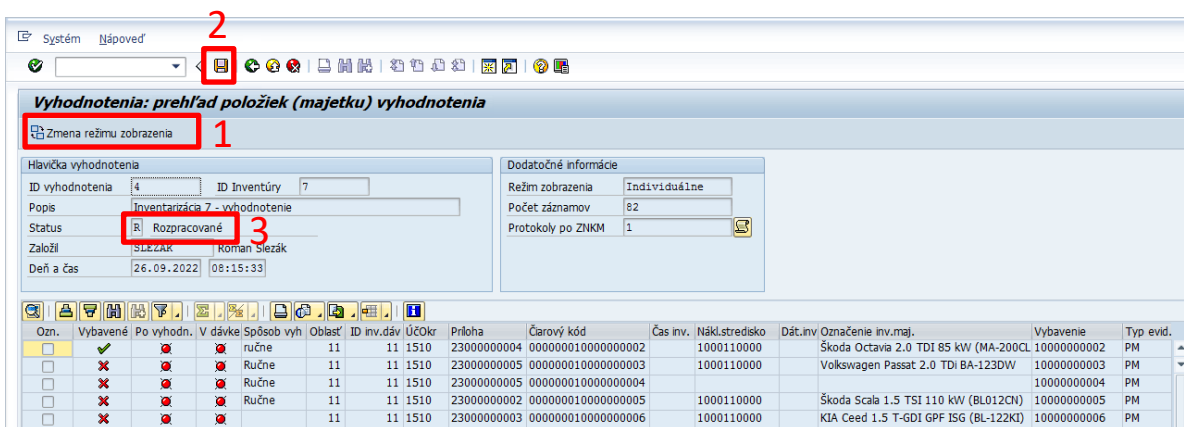 2
Systém Nápoveď
Vyhodnotenia: prehľad položiek (majetku) vyhodnotenia
Zmena režimu zobrazenia 1
Hlavička vyhodnotenia Dodatočné informácie
ID vyhodnotenia 4 ID Inventúry 7 Režim zobrazenia Individuálne
Popis Inventarizácia 7 - vyhodnotenie Počet záznamov 82
Status R Rozpracované 3 Protokoly po ZNKM 1
Založil SLEZAK Roman Slezák
Deň a čas 26.09.2022 08:15:33
Ozn. Vybavené Po vyhodn. V dávke Spôsob vyh Oblasť ID inv.dáv ÚčOkr Príloha Čiarový kód Čas inv. Nákl.stredisko Dát.inv Označenie inv.maj. Vybavenie Typ evid.
ručne 11 11 1510 23000000004 000000010000000002 1000110000 Škoda Octavia 2.0 TDI 85 kW (MA-200CL 10000000002 PM
Ručne 11 11 1510 23000000005 000000010000000003 1000110000 Volkswagen Passat 2.0 TDi BA-123DW 10000000003 PM
Ručne 11 11 1510 23000000005 000000010000000004 10000000004 PM
Ručne 11 11 1510 23000000002 000000010000000005 1000110000 Škoda Scala 1.5 TSI 110 kW (BL012CN) 10000000005 PM
11 11 1510 23000000003 000000010000000006 1000110000 KIA Ceed 1.5 T-GDI GPF ISG (BL-122KI) 10000000006 PM